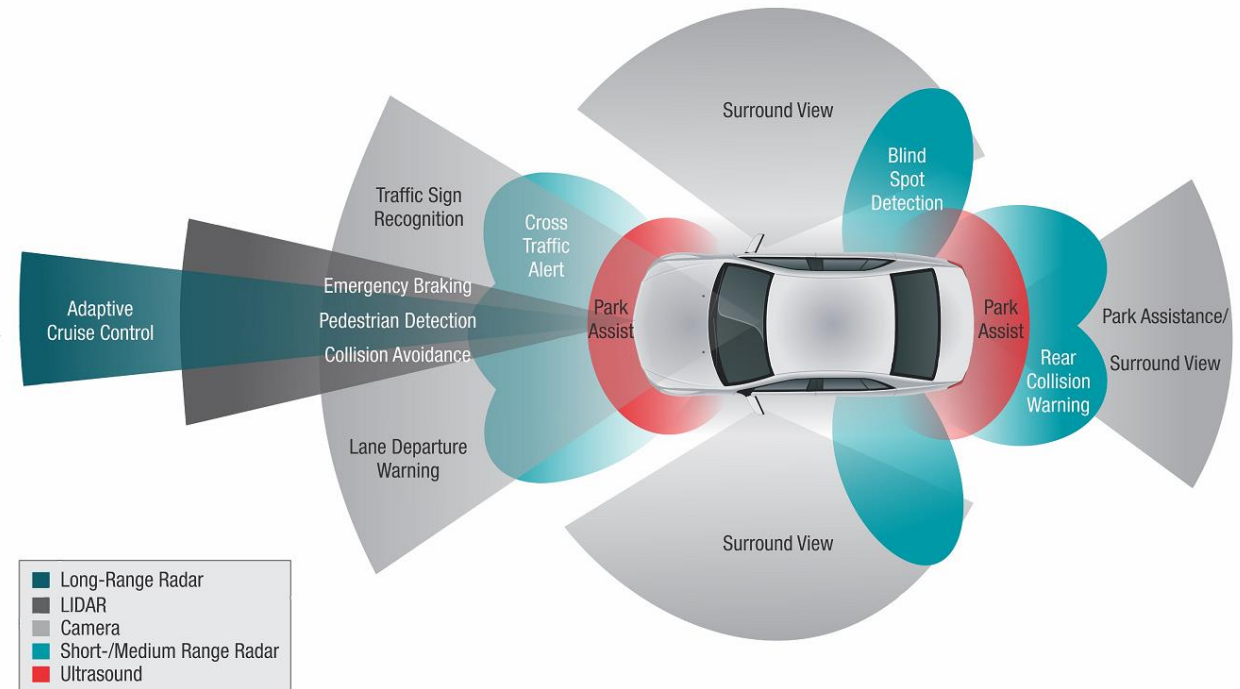 Surround View
Blind
Spot
Detection
Traffic Sign
Recognition
Cross
Traffic
Alert
Emergency Braking
Pedestrian Detection
Collision Avoidance
Adaptive
Cruise Control
Park
Assist
Park
Assist
Park Assistance/
Surround View
Rear
Collision
Warning
Lane Departure
Warning
Surround View
Long-Range Radar
LIDAR
Camera
Short-/Medium Range Radar
Ultrasound